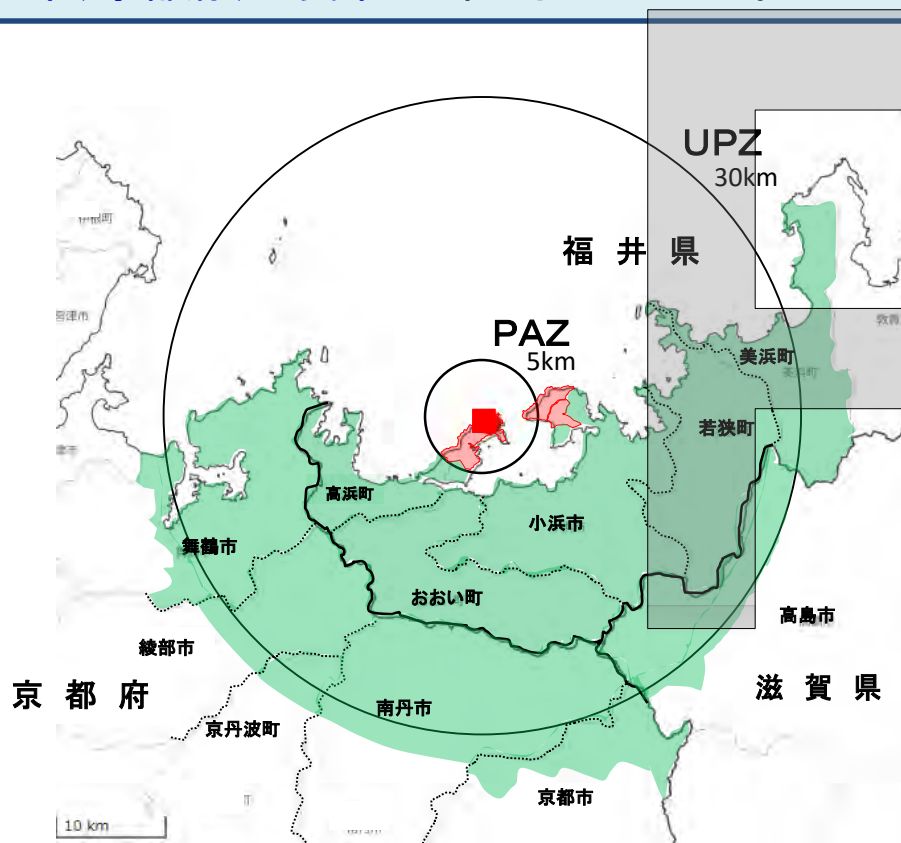 UPZ
30km
福井県
PAZ
5km
美浜町
若狭町
高浜町
小浜市
舞鶴市
おおい町
高島市
綾部市
京都府
滋賀県
南丹市
京丹波町
京都市
10 km